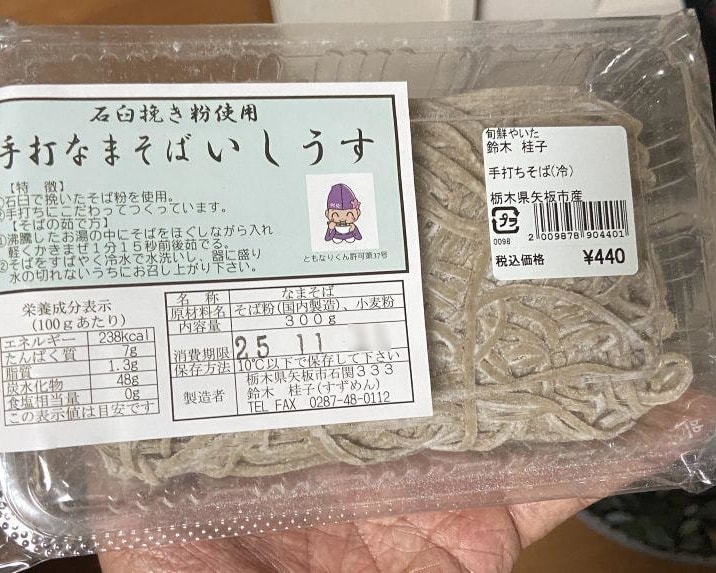 石臼挽き粉使用
手打なまそばいしうす
【特 徴】
①石臼で挽いたそば粉を使用。
②手打ちにこだわってつくっています。
【そばの茹で方】
①沸騰したお湯の中にそばをほぐしながら入れ
軽くかきまぜ1分15秒前後茹でる。
②そばをすばやく冷水で水洗いし、器に盛り
水の切れないうちにお召し上がり下さい。
ともなりくん許可第37号
栄養成分表示
(100gあたり)
エネルギー 238kcal
たんぱく質 7g
脂質 1.3g
炭水化物 48g
食塩相当量 0g
この表示値は目安です
名 称 なまそば
原材料名 そば粉(国内製造)、小麦粉
内容量 300g
消費期限 25 11
保存方法 10℃以下で保存して下さい
製造者 栃木県矢板市石関333
鈴木 桂子(すずめん)
TEL FAX 0287-48-0112
旬鮮やいた
鈴木 桂子
手打ちそば(冷)
栃木県矢板市産
プラ
0098
2 009878 904401
税込価格 ¥440